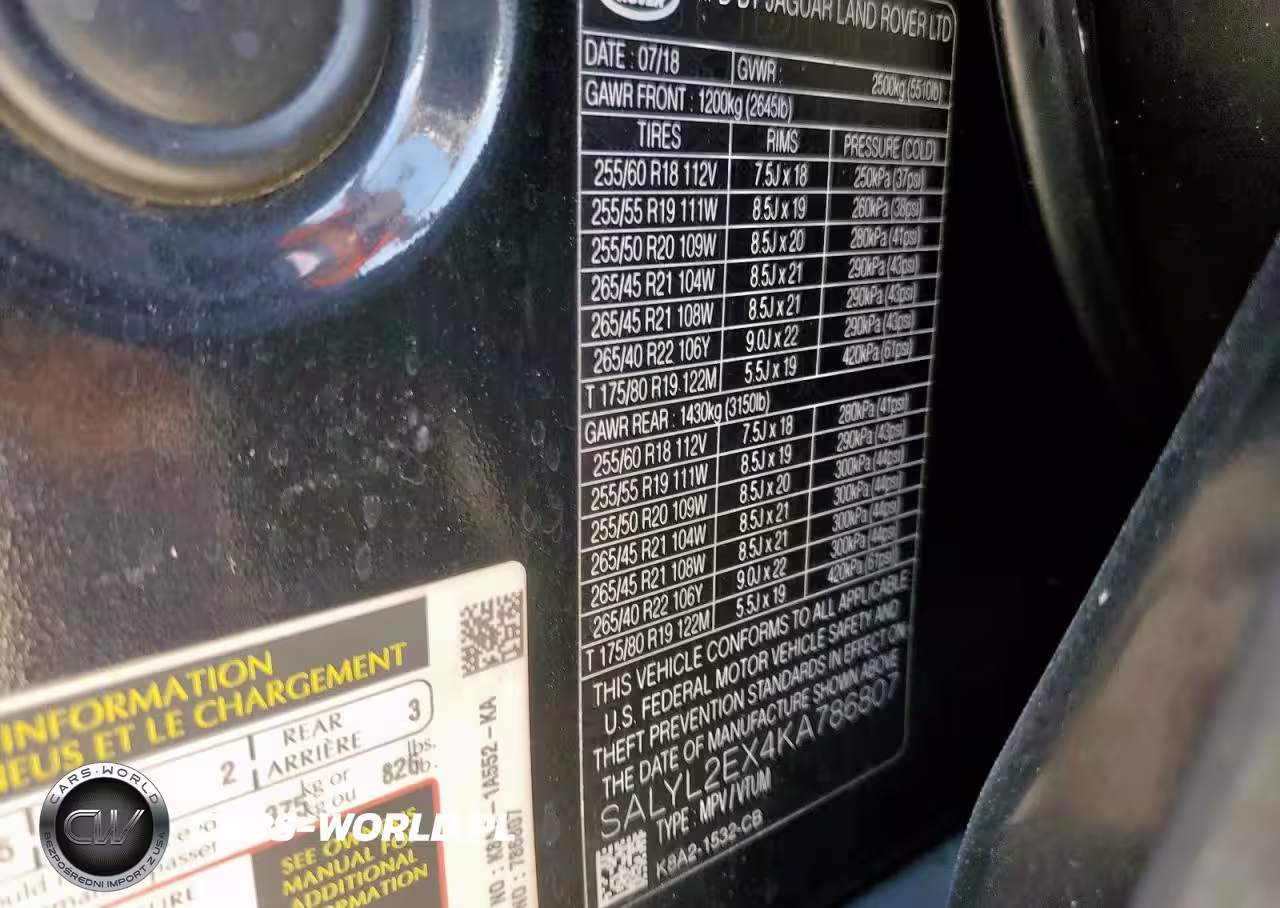 ROVER
MFD BY JAGUAR LAND ROVER LTD
DATE : 07/18 GVWR : 2500kg (5510lb)
GAWR FRONT : 1200kg (2645lb)
TIRES RIMS PRESSURE (COLD)
255/60 R18 112V 7.5J x 18 250kPa (37psi)
255/55 R19 111W 8.5J x 19 260kPa (38psi)
255/50 R20 109W 8.5J x 20 280kPa (41psi)
265/45 R21 104W 8.5J x 21 290kPa (43psi)
265/45 R21 108W 8.5J x 21 290kPa (43psi)
265/40 R22 106Y 9.0J x 22 290kPa (43psi)
T 175/80 R19 122M 5.5J x 19 420kPa (61psi)
GAWR REAR : 1430kg (3150lb)
255/60 R18 112V 7.5J x 18 280kPa (41psi)
255/55 R19 111W 8.5J x 19 290kPa (43psi)
255/50 R20 109W 8.5J x 20 300kPa (44psi)
265/45 R21 104W 8.5J x 21 300kPa (44psi)
265/45 R21 108W 8.5J x 21 300kPa (44psi)
265/40 R22 106Y 9.0J x 22 300kPa (44psi)
T 175/80 R19 122M 5.5J x 19 420kPa (61psi)
THIS VEHICLE CONFORMS TO ALL APPLICABLE
U.S. FEDERAL MOTOR VEHICLE SAFETY AND
THEFT PREVENTION STANDARDS IN EFFECT ON
THE DATE OF MANUFACTURE SHOWN ABOVE
SALYL2EX4KA786807
TYPE : MPV/VTUM
K8A2-1532-CB
INFORMATION
NEUS ET LE CHARGEMENT
2 REAR 3
ARRIÈRE
375 kg or 826 lbs.
kg ou lb.
SEE OWNERS
MANUAL FOR
ADDITIONAL
INFORMATION
-1A552-KA
786807
CARS-WORLD
CW
BEZPOŚREDNI IMPORT Z USA
CARS-WORLD.PL